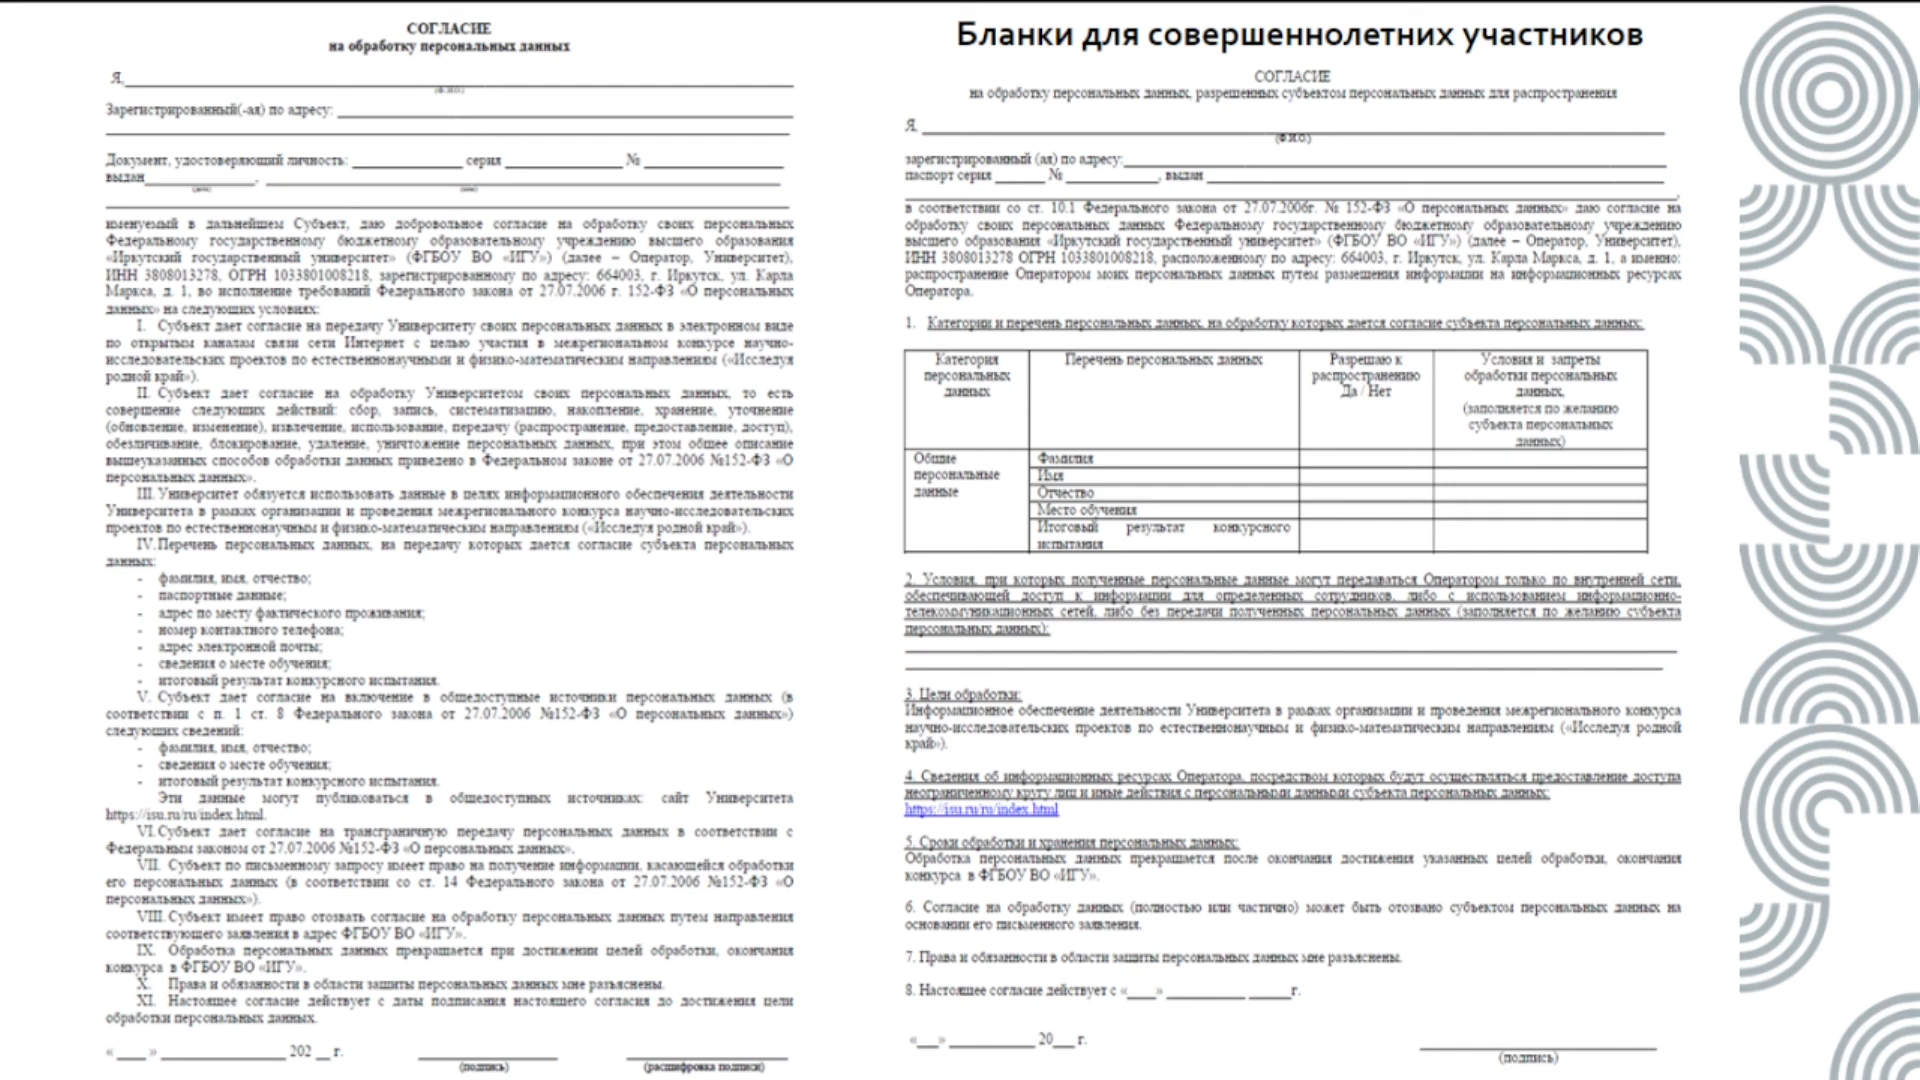 СОГЛАСИЕ
на обработку персональных данных
Я,
(Ф.И.О.)
Зарегистрированный(-ая) по адресу:
Документ, удостоверяющий личность: ____________ серия ____________ № ____________
выдан____________, ____________
именуемый в дальнейшем Субъект, даю добровольное согласие на обработку своих персональных
Федеральному государственному бюджетному образовательному учреждению высшего образования
«Иркутский государственный университет» (ФГБОУ ВО «ИГУ») (далее – Оператор, Университет),
ИНН 3808013278, ОГРН 1033801008218, зарегистрированному по адресу: 664003, г. Иркутск, ул. Карла
Маркса, д. 1, во исполнение требований Федерального закона от 27.07.2006 г. 152-ФЗ «О персональных
данных» на следующих условиях:
I. Субъект дает согласие на передачу Университету своих персональных данных в электронном виде
по открытым каналам связи сети Интернет с целью участия в межрегиональном конкурсе научно-
исследовательских проектов по естественнонаучными и физико-математическим направлениям («Исследуя
родной край»).
II. Субъект дает согласие на обработку Университетом своих персональных данных, то есть
совершение следующих действий: сбор, запись, систематизацию, накопление, хранение, уточнение
(обновление, изменение), извлечение, использование, передачу (распространение, предоставление, доступ),
обезличивание, блокирование, удаление, уничтожение персональных данных, при этом общее описание
вышеуказанных способов обработки данных приведено в Федеральном законе от 27.07.2006 №152-ФЗ «О
персональных данных».
III. Университет обязуется использовать данные в целях информационного обеспечения деятельности
Университета в рамках организации и проведения межрегионального конкурса научно-исследовательских
проектов по естественнонаучным и физико-математическим направлениям («Исследуя родной край»).
IV. Перечень персональных данных, на передачу которых дается согласие субъекта персональных
данных:
- фамилия, имя, отчество;
- паспортные данные;
- адрес по месту фактического проживания;
- номер контактного телефона;
- адрес электронной почты;
- сведения о месте обучения;
- итоговый результат конкурсного испытания.
V. Субъект дает согласие на включение в общедоступные источники персональных данных (в
соответствии с п. 1 ст. 8 Федерального закона от 27.07.2006 №152-ФЗ «О персональных данных»)
следующих сведений:
- фамилия, имя, отчество;
- сведения о месте обучения;
- итоговый результат конкурсного испытания.
Эти данные могут публиковаться в общедоступных источниках: сайт Университета
https://isu.ru/ru/index.html.
VI. Субъект дает согласие на трансграничную передачу персональных данных в соответствии с
Федеральным законом от 27.07.2006 №152-ФЗ «О персональных данных».
VII. Субъект по письменному запросу имеет право на получение информации, касающейся обработки
его персональных данных (в соответствии со ст. 14 Федерального закона от 27.07.2006 №152-ФЗ «О
персональных данных»).
VIII. Субъект имеет право отозвать согласие на обработку персональных данных путем направления
соответствующего заявления в адрес ФГБОУ ВО «ИГУ».
IX. Обработка персональных данных прекращается при достижении целей обработки, окончания
конкурса в ФГБОУ ВО «ИГУ».
X. Права и обязанности в области защиты персональных данных мне разъяснены.
XI. Настоящее согласие действует с даты подписания настоящего согласия до достижения цели
обработки персональных данных.
« ____ » ______________ 202 __ г.
(подпись) (расшифровка подписи)
Бланки для совершеннолетних участников
СОГЛАСИЕ
на обработку персональных данных, разрешенных субъектом персональных данных для распространения
Я,
(Ф.И.О.)
зарегистрированный (ая) по адресу:
паспорт серия ______ № __________, выдан ____________
в соответствии со ст. 10.1 Федерального закона от 27.07.2006г. № 152-ФЗ «О персональных данных» даю согласие на
обработку своих персональных данных Федеральному государственному бюджетному образовательному учреждению
высшего образования «Иркутский государственный университет» (ФГБОУ ВО «ИГУ») (далее – Оператор, Университет),
ИНН 3808013278 ОГРН 1033801008218, расположенному по адресу: 664003, г. Иркутск, ул. Карла Маркса, д. 1, а именно:
распространение Оператором моих персональных данных путем размещения информации на информационных ресурсах
Оператора.
1. Категории и перечень персональных данных, на обработку которых дается согласие субъекта персональных данных:
Категория персональных данных
Перечень персональных данных
Разрешаю к распространению Да / Нет
Условия и запреты обработки персональных данных, (заполняется по желанию субъекта персональных данных)
Общие персональные данные
Фамилия
Имя
Отчество
Место обучения
Итоговый результат конкурсного испытания
2. Условия, при которых полученные персональные данные могут передаваться Оператором только по внутренней сети,
обеспечивающей доступ к информации для определенных сотрудников, либо с использованием информационно-
телекоммуникационных сетей, либо без передачи полученных персональных данных (заполняется по желанию субъекта
персональных данных):
3. Цели обработки:
Информационное обеспечение деятельности Университета в рамках организации и проведения межрегионального конкурса
научно-исследовательских проектов по естественнонаучным и физико-математическим направлениям («Исследуя родной
край»).
4. Сведения об информационных ресурсах Оператора, посредством которых будут осуществляться предоставление доступа
неограниченному кругу лиц и иные действия с персональными данными субъекта персональных данных:
https://isu.ru/ru/index.html
5. Сроки обработки и хранения персональных данных:
Обработка персональных данных прекращается после окончания достижения указанных целей обработки, окончания
конкурса в ФГБОУ ВО «ИГУ».
6. Согласие на обработку данных (полностью или частично) может быть отозвано субъектом персональных данных на
основании его письменного заявления.
7. Права и обязанности в области защиты персональных данных мне разъяснены.
8. Настоящее согласие действует с «____» ___________ ______г.
«___» ____________ 20___ г.
(подпись)